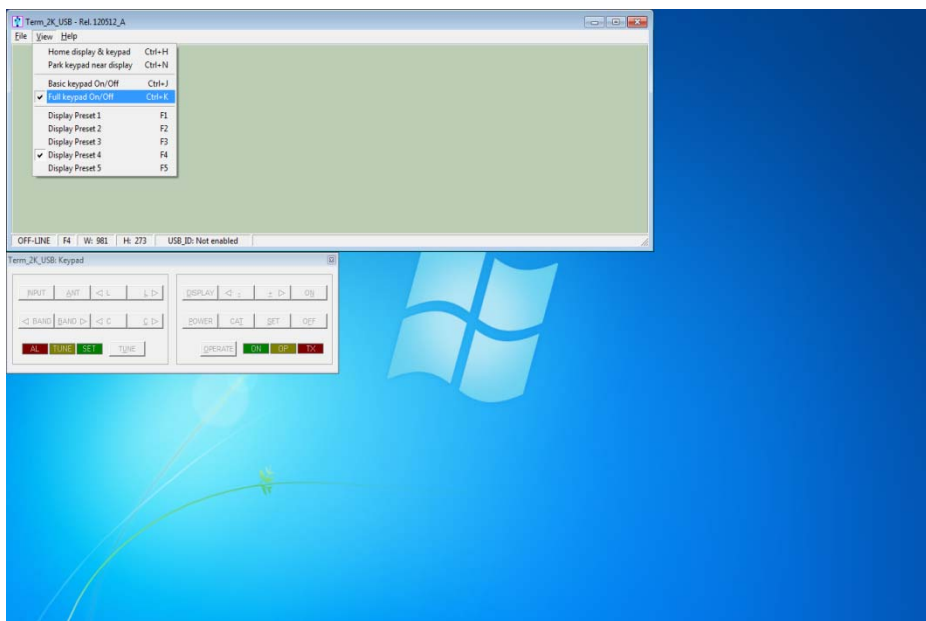 Term_2K_USB - Rel. 120512_A
File View Help
Home display & keypad Ctrl+H
Park keypad near display Ctrl+N
Basic keypad On/Off Ctrl+J
Full keypad On/Off Ctrl+K
Display Preset 1 F1
Display Preset 2 F2
Display Preset 3 F3
Display Preset 4 F4
Display Preset 5 F5
OFF-LINE F4 W: 981 H: 273 USB_ID: Not enabled
Term_2K_USB: Keypad
INPUT ANT ◁ L L ▷ DISPLAY ◁ - + ▷ ON
◁ BAND BAND ▷ ◁ C C ▷ POWER CAT SET OFF
AL TUNE SET TUNE OPERATE ON OP TX